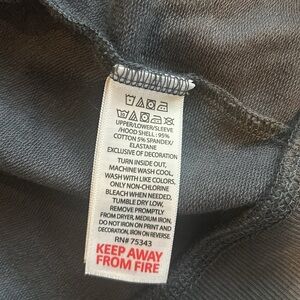 UPPER/LOWER/SLEEVE
/HOOD SHELL : 95%
COTTON 5% SPANDEX/
ELASTANE
EXCLUSIVE OF DECORATION
TURN INSIDE OUT,
MACHINE WASH COOL,
WASH WITH LIKE COLORS,
ONLY NON-CHLORINE
BLEACH WHEN NEEDED,
TUMBLE DRY LOW,
REMOVE PROMPTLY
FROM DRYER, MEDIUM IRON,
DO NOT IRON ON PRINT AND
DECORATION, IRON ON REVERSE.
RN# 75343
KEEP AWAY
FROM FIRE